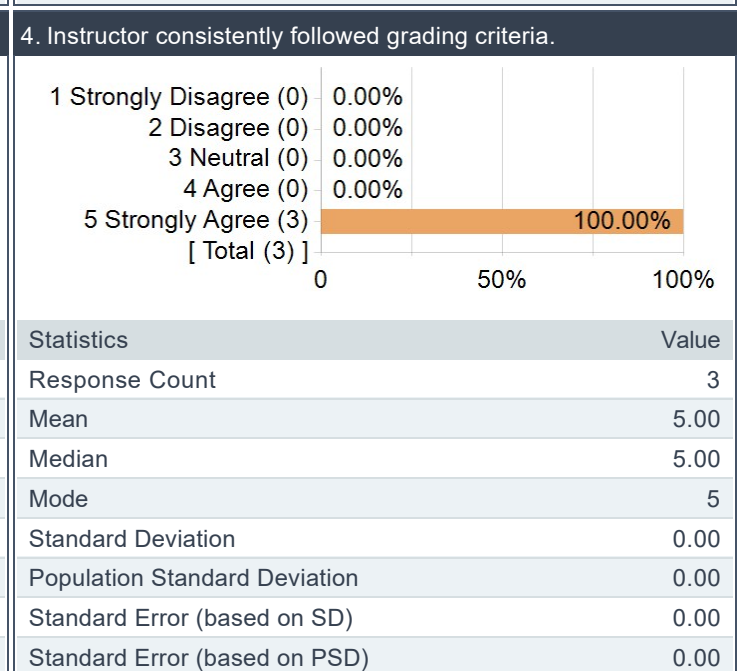 4. Instructor consistently followed grading criteria.
1 Strongly Disagree (0) 0.00%
2 Disagree (0) 0.00%
3 Neutral (0) 0.00%
4 Agree (0) 0.00%
5 Strongly Agree (3) 100.00%
[ Total (3) ]
0 50% 100%
Statistics Value
Response Count 3
Mean 5.00
Median 5.00
Mode 5
Standard Deviation 0.00
Population Standard Deviation 0.00
Standard Error (based on SD) 0.00
Standard Error (based on PSD) 0.00